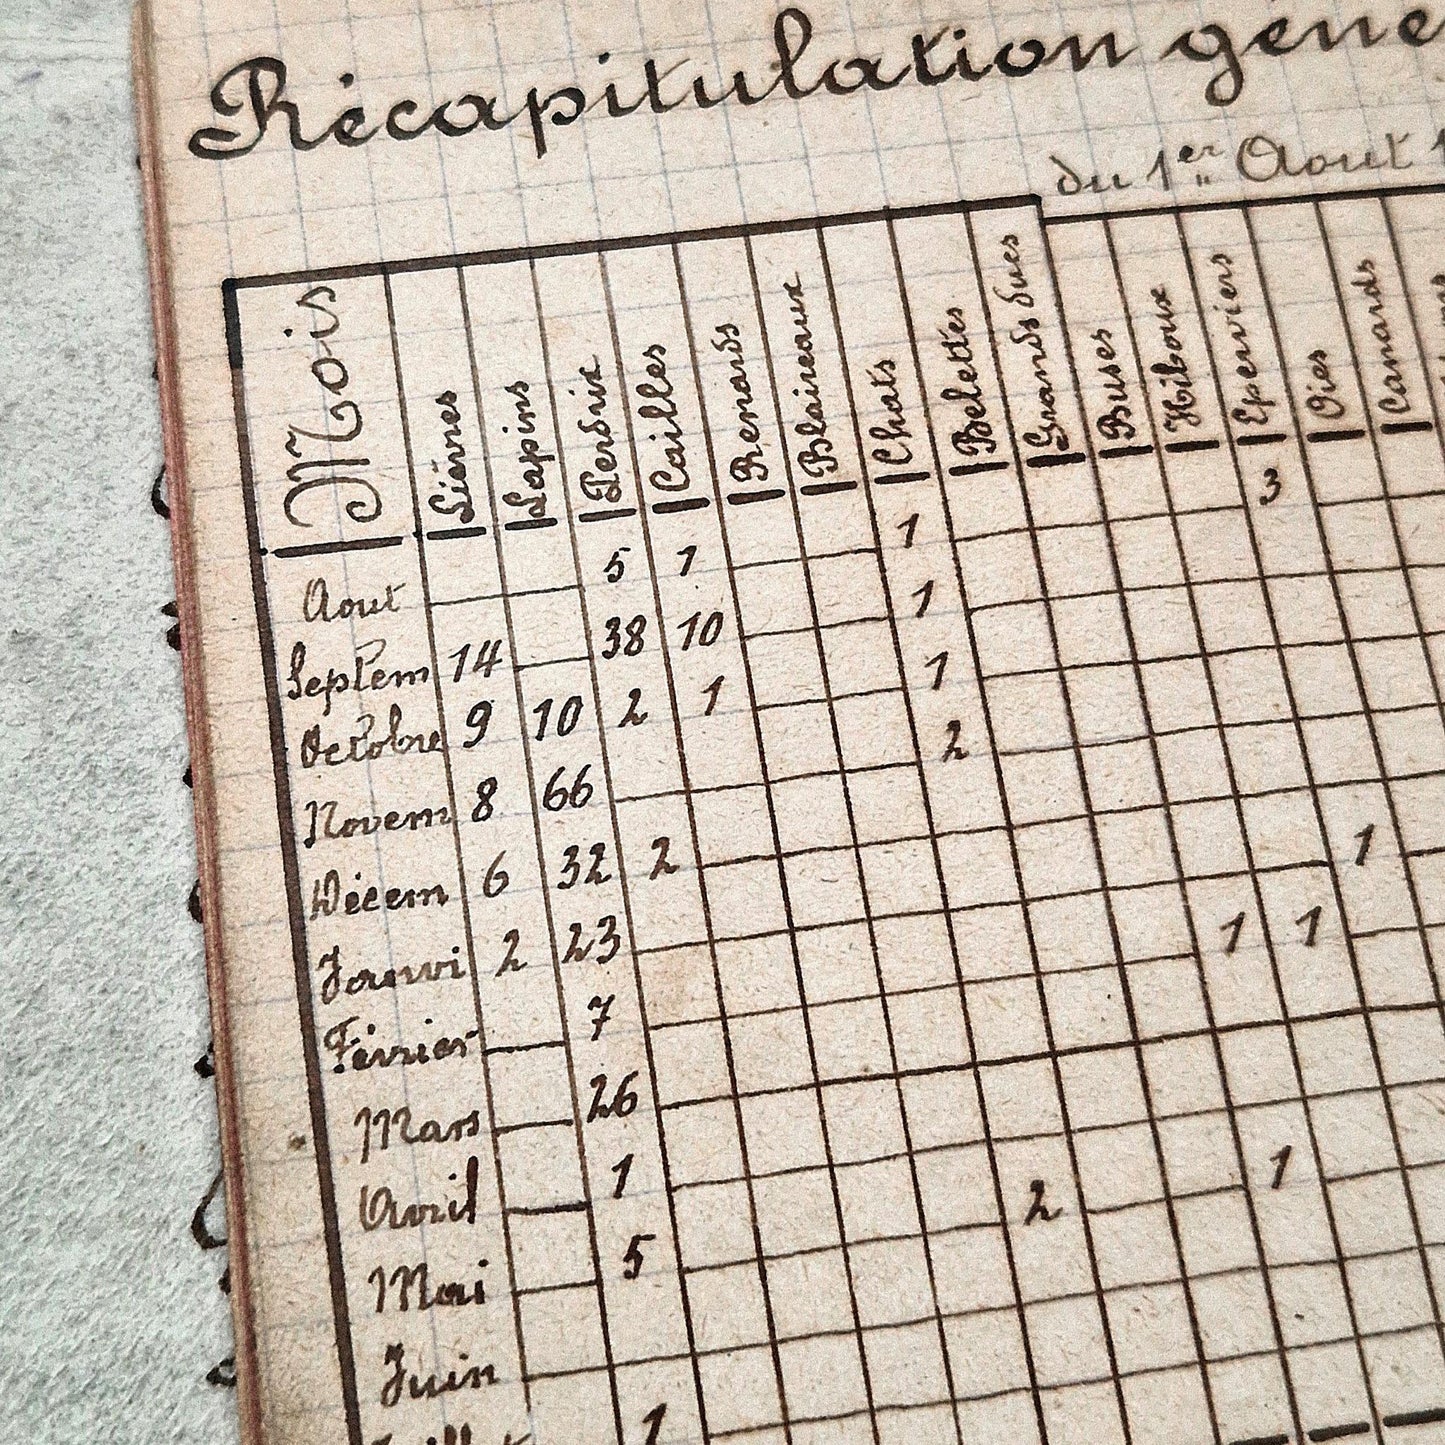 Récapitulation géné
du 1er Aout 1
Mois Lièvres Lapins Perdrix Cailles Renards Blaireaux Chats Belettes Grands ducs Buses Hiboux Eperviers Oies Canards
Aout 5 1 1 3
Septem 14 38 10 1
Octobre 9 10 2 1 1
Novem 8 66 2
Décem 6 32 2 1
Janvi 2 23 1 1
Février 7
Mars 26
Avril 1 2 1
Mai 5
Juin
1